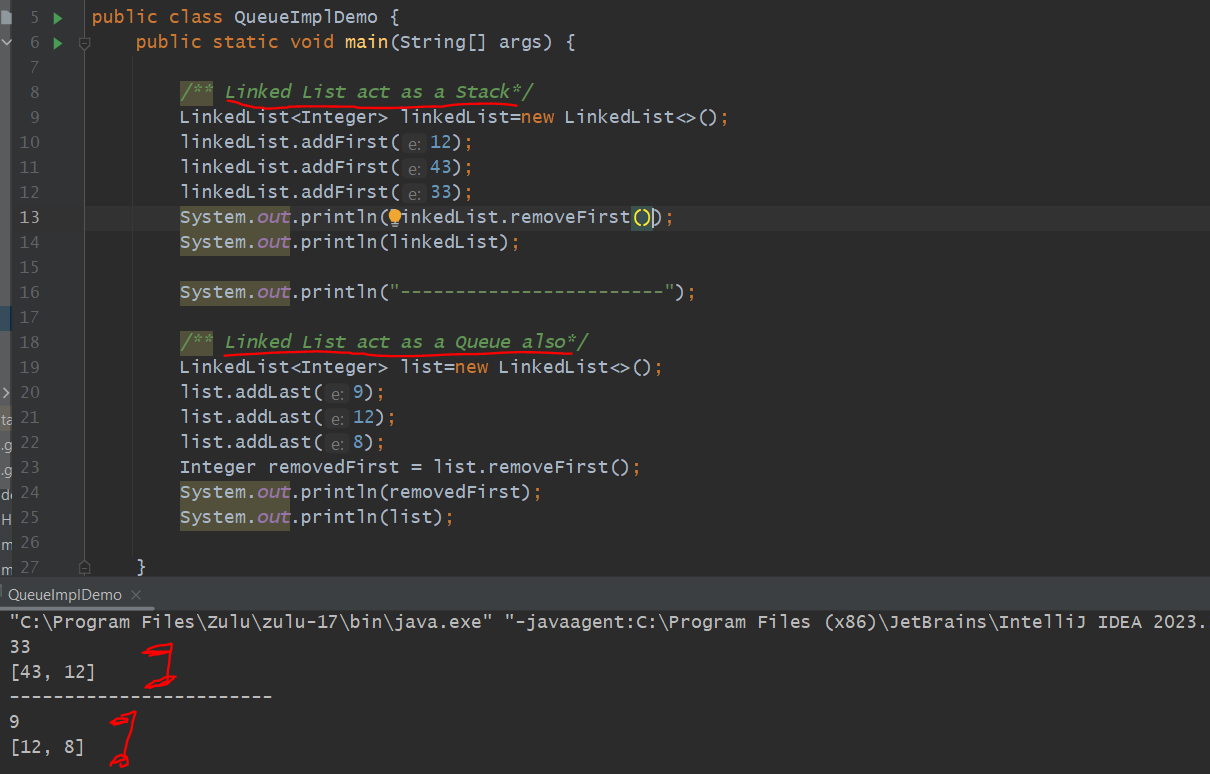 5 public class QueueImplDemo {
6 public static void main(String[] args) {
7
8 /** Linked List act as a Stack*/
9 LinkedList<Integer> linkedList=new LinkedList<>();
10 linkedList.addFirst( e: 12);
11 linkedList.addFirst( e: 43);
12 linkedList.addFirst( e: 33);
13 System.out.println(linkedList.removeFirst());
14 System.out.println(linkedList);
15
16 System.out.println("------------------------");
17
18 /** Linked List act as a Queue also*/
19 LinkedList<Integer> list=new LinkedList<>();
20 list.addLast( e: 9);
ta 21 list.addLast( e: 12);
.g 22 list.addLast( e: 8);
.g 23 Integer removedFirst = list.removeFirst();
de 24 System.out.println(removedFirst);
H 25 System.out.println(list);
m 26
m 27 }
QueueImplDemo
"C:\Program Files\Zulu\zulu-17\bin\java.exe" "-javaagent:C:\Program Files (x86)\JetBrains\IntelliJ IDEA 2023.
33
[43, 12]
------------------------
9
[12, 8]